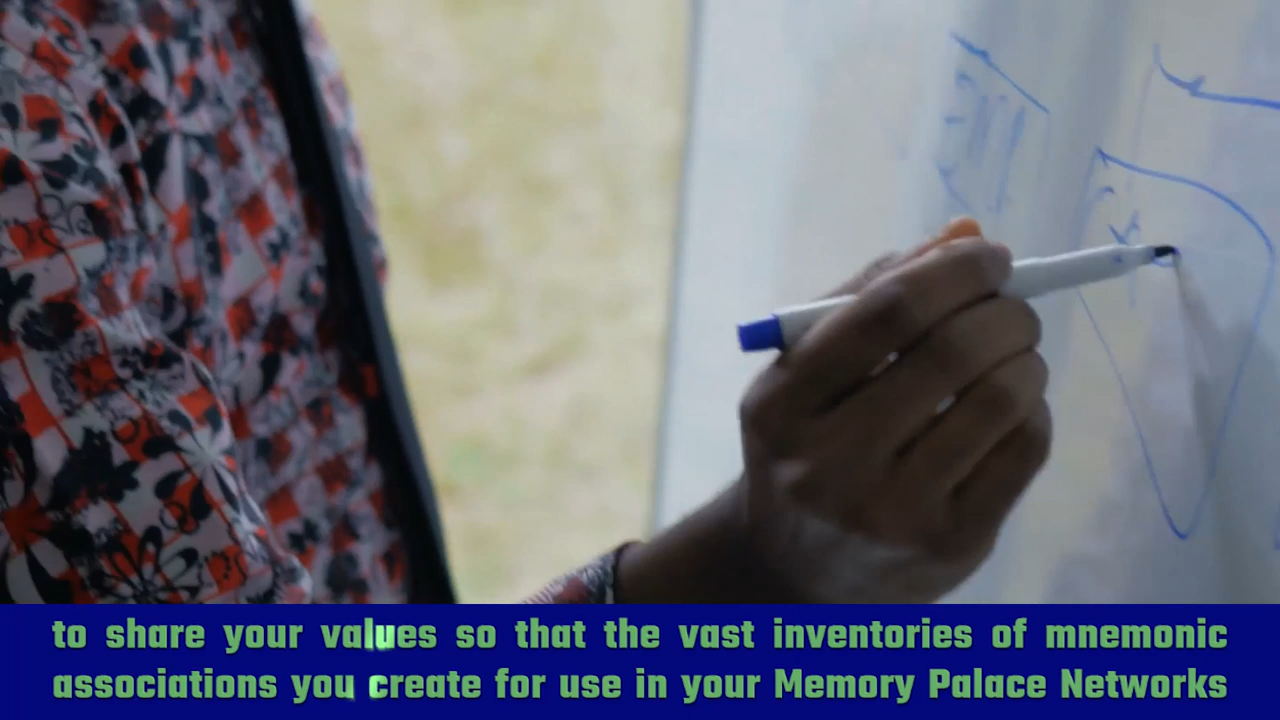 to share your values so that the vast inventories of mnemonic
associations you create for use in your Memory Palace Networks